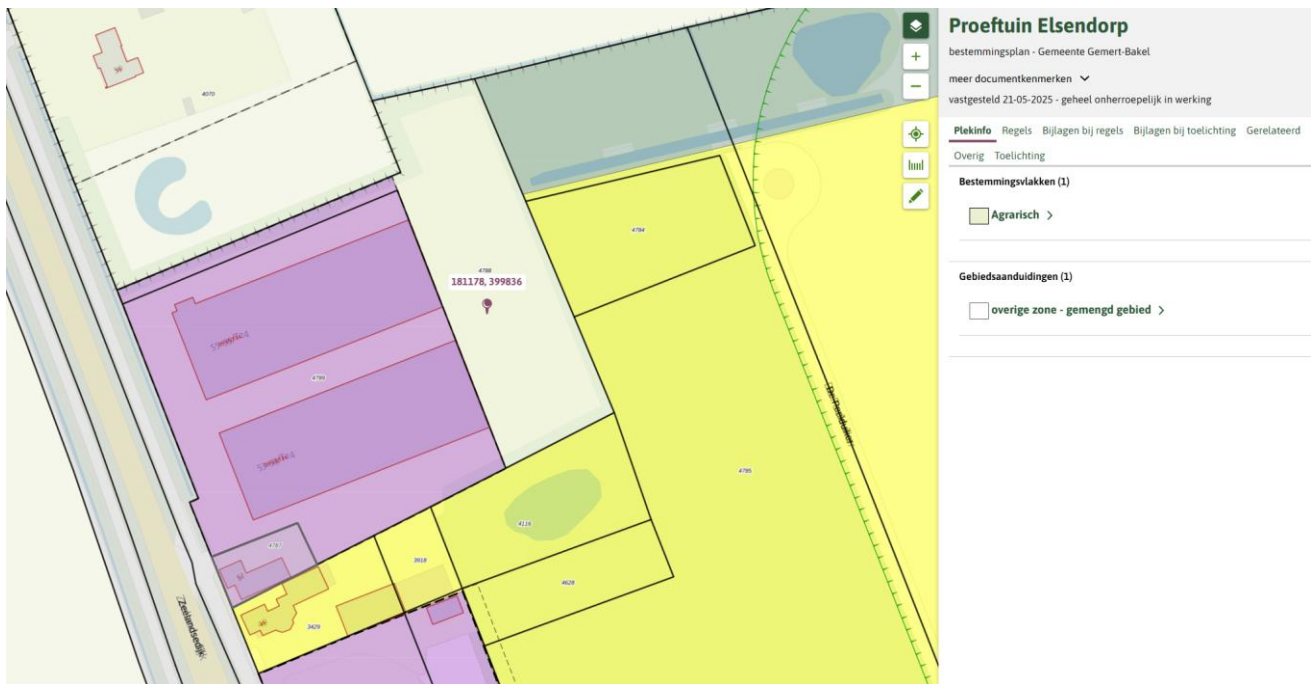 Proeftuin Elsendorp
bestemmingsplan - Gemeente Gemert-Bakel
meer documentkenmerken
vastgesteld 21-05-2025 - geheel onherroepelijk in werking
Plekinfo Regels Bijlagen bij regels Bijlagen bij toelichting Gerelateerd
Overig Toelichting
Bestemmingsvlakken (1)
Agrarisch >
Gebiedsaanduidingen (1)
overige zone - gemengd gebied >
4070
4784
4788
181178, 399836
4786
4785
4787
4116
3918
4628
3429
Zeelandsedijk